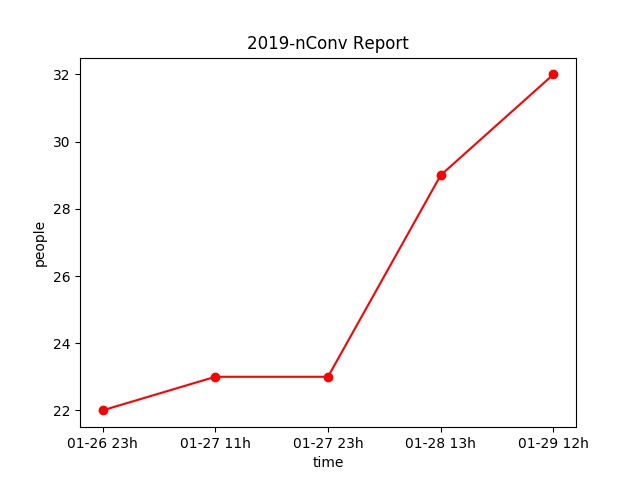 2019-nConv Report
32
30
28
26
24
22
people
01-26 23h
01-27 11h
01-27 23h
01-28 13h
01-29 12h
time